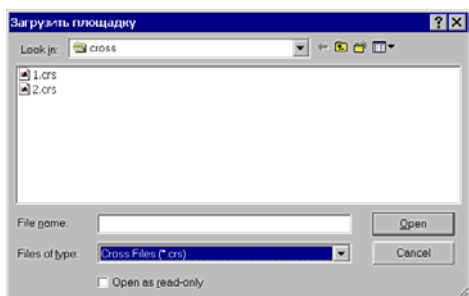 Загрузить площадку
Look in: cross
1.crs
2.crs
File name: Open
Files of type: Cross Files (*.crs) Cancel
Open as read-only